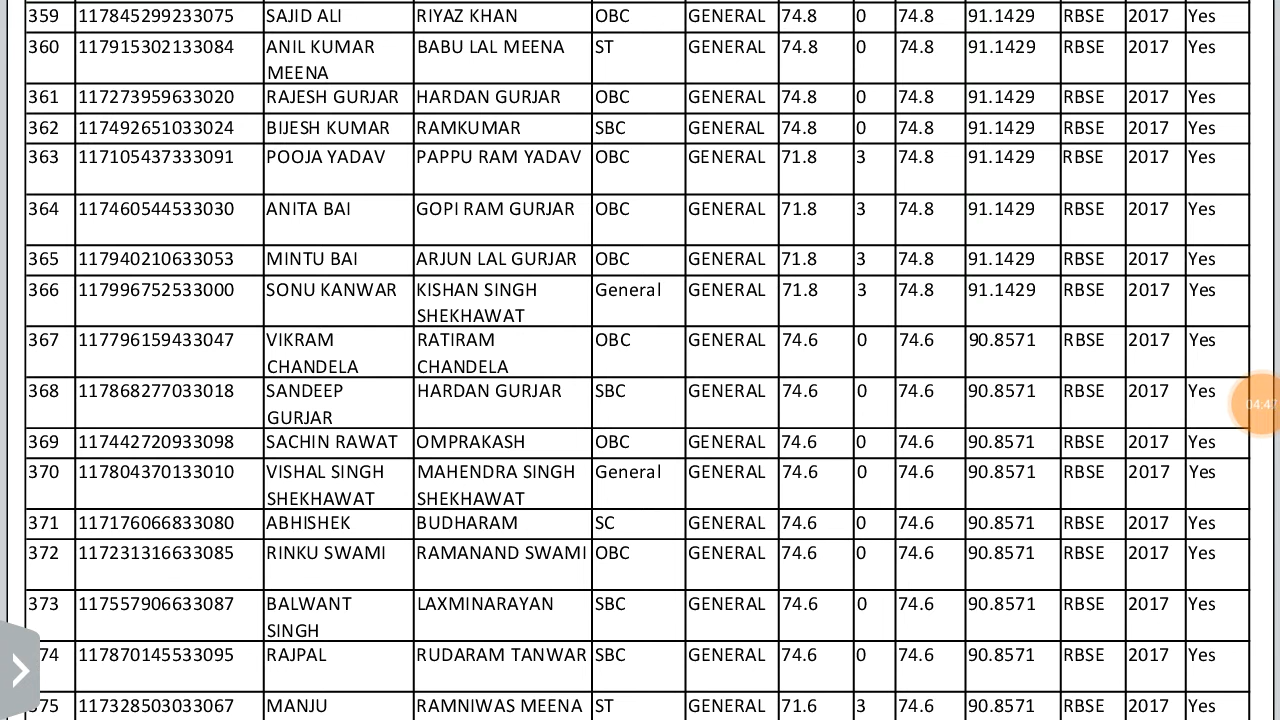 359 117845299233075 SAJID ALI RIYAZ KHAN OBC GENERAL 74.8 0 74.8 91.1429 RBSE 2017 Yes
360 117915302133084 ANIL KUMAR BABU LAL MEENA ST GENERAL 74.8 0 74.8 91.1429 RBSE 2017 Yes
MEENA
361 117273959633020 RAJESH GURJAR HARDAN GURJAR OBC GENERAL 74.8 0 74.8 91.1429 RBSE 2017 Yes
362 117492651033024 BIJESH KUMAR RAMKUMAR SBC GENERAL 74.8 0 74.8 91.1429 RBSE 2017 Yes
363 117105437333091 POOJA YADAV PAPPU RAM YADAV OBC GENERAL 71.8 3 74.8 91.1429 RBSE 2017 Yes
364 117460544533030 ANITA BAI GOPI RAM GURJAR OBC GENERAL 71.8 3 74.8 91.1429 RBSE 2017 Yes
365 117940210633053 MINTU BAI ARJUN LAL GURJAR OBC GENERAL 71.8 3 74.8 91.1429 RBSE 2017 Yes
366 117996752533000 SONU KANWAR KISHAN SINGH General GENERAL 71.8 3 74.8 91.1429 RBSE 2017 Yes
SHEKHAWAT
367 117796159433047 VIKRAM RATIRAM OBC GENERAL 74.6 0 74.6 90.8571 RBSE 2017 Yes
CHANDELA CHANDELA
368 117868277033018 SANDEEP HARDAN GURJAR SBC GENERAL 74.6 0 74.6 90.8571 RBSE 2017 Yes
GURJAR
04:47
369 117442720933098 SACHIN RAWAT OMPRAKASH OBC GENERAL 74.6 0 74.6 90.8571 RBSE 2017 Yes
370 117804370133010 VISHAL SINGH MAHENDRA SINGH General GENERAL 74.6 0 74.6 90.8571 RBSE 2017 Yes
SHEKHAWAT SHEKHAWAT
371 117176066833080 ABHISHEK BUDHARAM SC GENERAL 74.6 0 74.6 90.8571 RBSE 2017 Yes
372 117231316633085 RINKU SWAMI RAMANAND SWAMI OBC GENERAL 74.6 0 74.6 90.8571 RBSE 2017 Yes
373 117557906633087 BALWANT LAXMINARAYAN SBC GENERAL 74.6 0 74.6 90.8571 RBSE 2017 Yes
SINGH
74 117870145533095 RAJPAL RUDARAM TANWAR SBC GENERAL 74.6 0 74.6 90.8571 RBSE 2017 Yes
375 117328503033067 MANJU RAMNIWAS MEENA ST GENERAL 71.6 3 74.6 90.8571 RBSE 2017 Yes